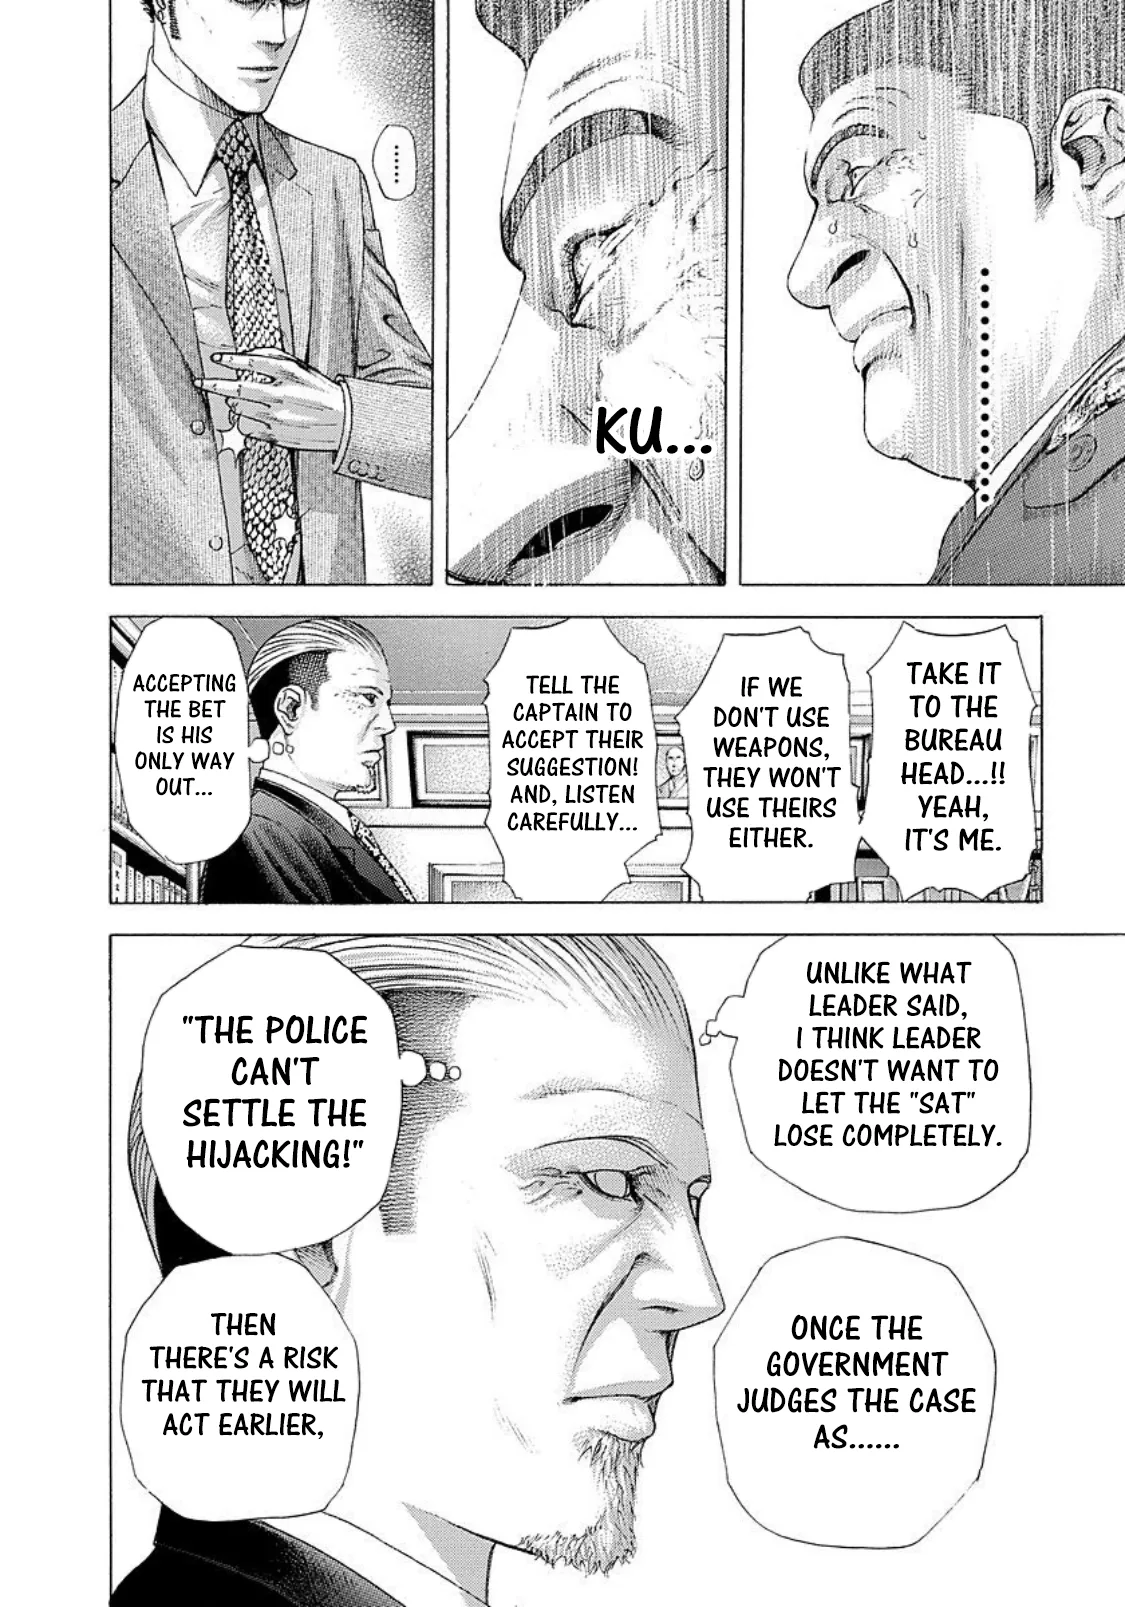 ..........
KU...
......
TAKE IT
TO THE
BUREAU
HEAD...!!
YEAH,
IT'S ME.
IF WE
DON'T USE
WEAPONS,
THEY WON'T
USE THEIRS
EITHER.
TELL THE
CAPTAIN TO
ACCEPT THEIR
SUGGESTION!
AND, LISTEN
CAREFULLY...
ACCEPTING
THE BET
IS HIS
ONLY WAY
OUT...
UNLIKE WHAT
LEADER SAID,
I THINK LEADER
DOESN'T WANT TO
LET THE "SAT"
LOSE COMPLETELY.
ONCE THE
GOVERNMENT
JUDGES THE CASE
AS......
"THE POLICE
CAN'T
SETTLE THE
HIJACKING!"
THEN
THERE'S A RISK
THAT THEY WILL
ACT EARLIER,